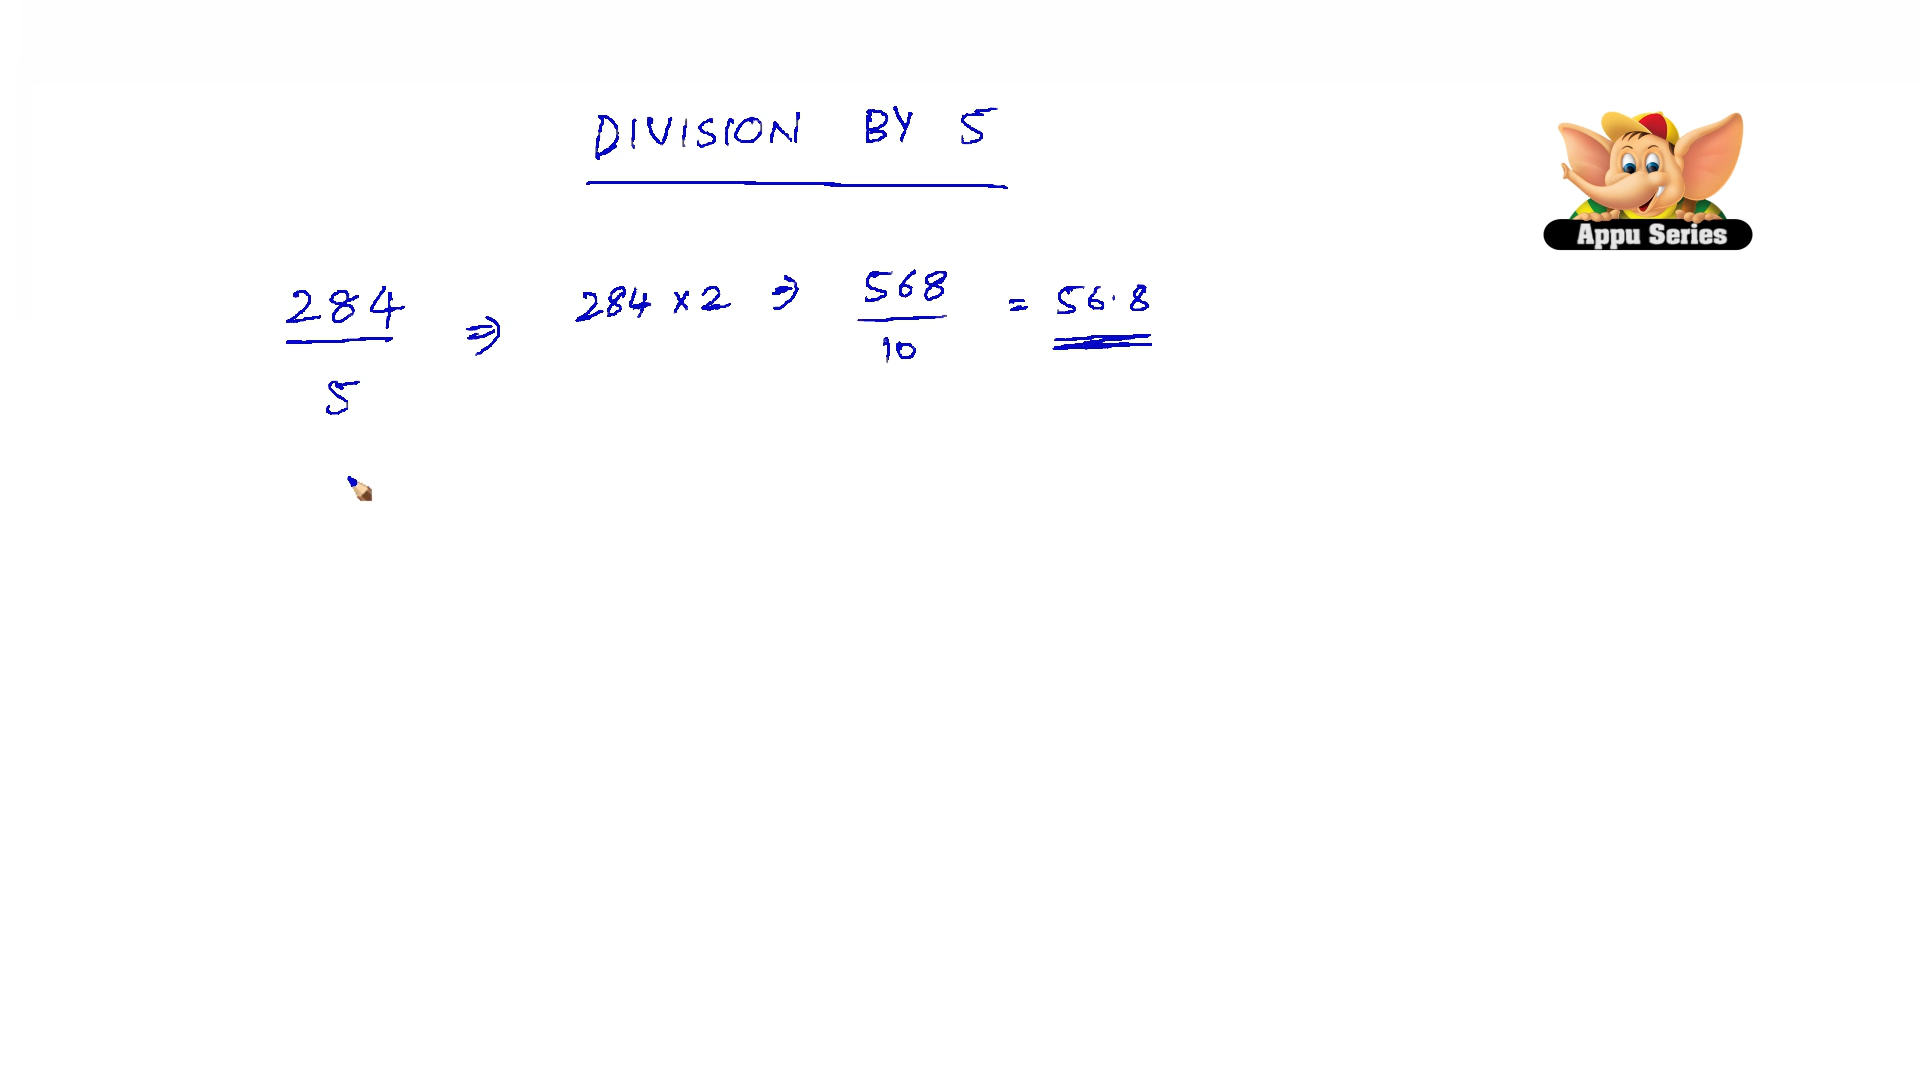 DIVISION BY 5
Appu Series
284/5 ⇒ 284 × 2 ⇒ 568/10 = 56.8